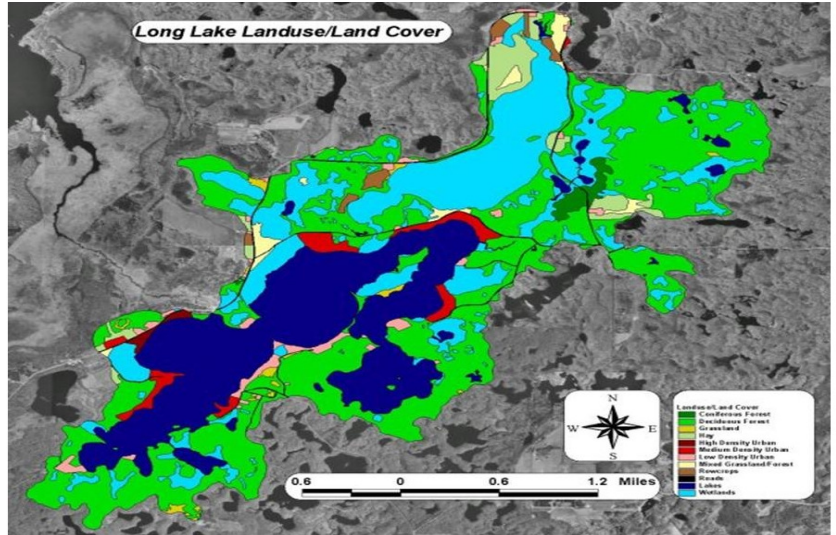 Long Lake Landuse/Land Cover
N
W E
S
Landuse/Land Cover
Coniferous Forest
Deciduous Forest
Grassland
Hay
High Density Urban
Medium Density Urban
Low Density Urban
Mixed Grassland/Forest
Rowcrops
Roads
Lakes
Wetlands
0.6 0 0.6 1.2 Miles